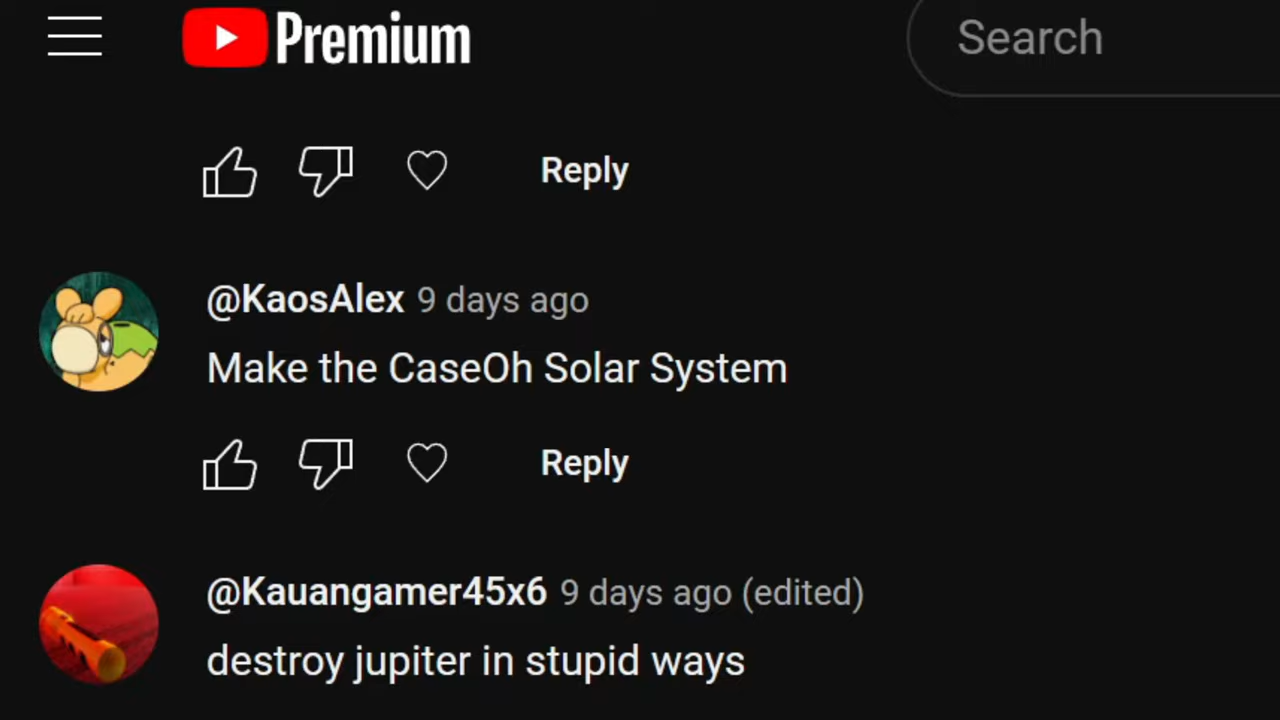 Premium
Search
Reply
@KaosAlex 9 days ago
Make the CaseOh Solar System
Reply
@Kauangamer45x6 9 days ago (edited)
destroy jupiter in stupid ways